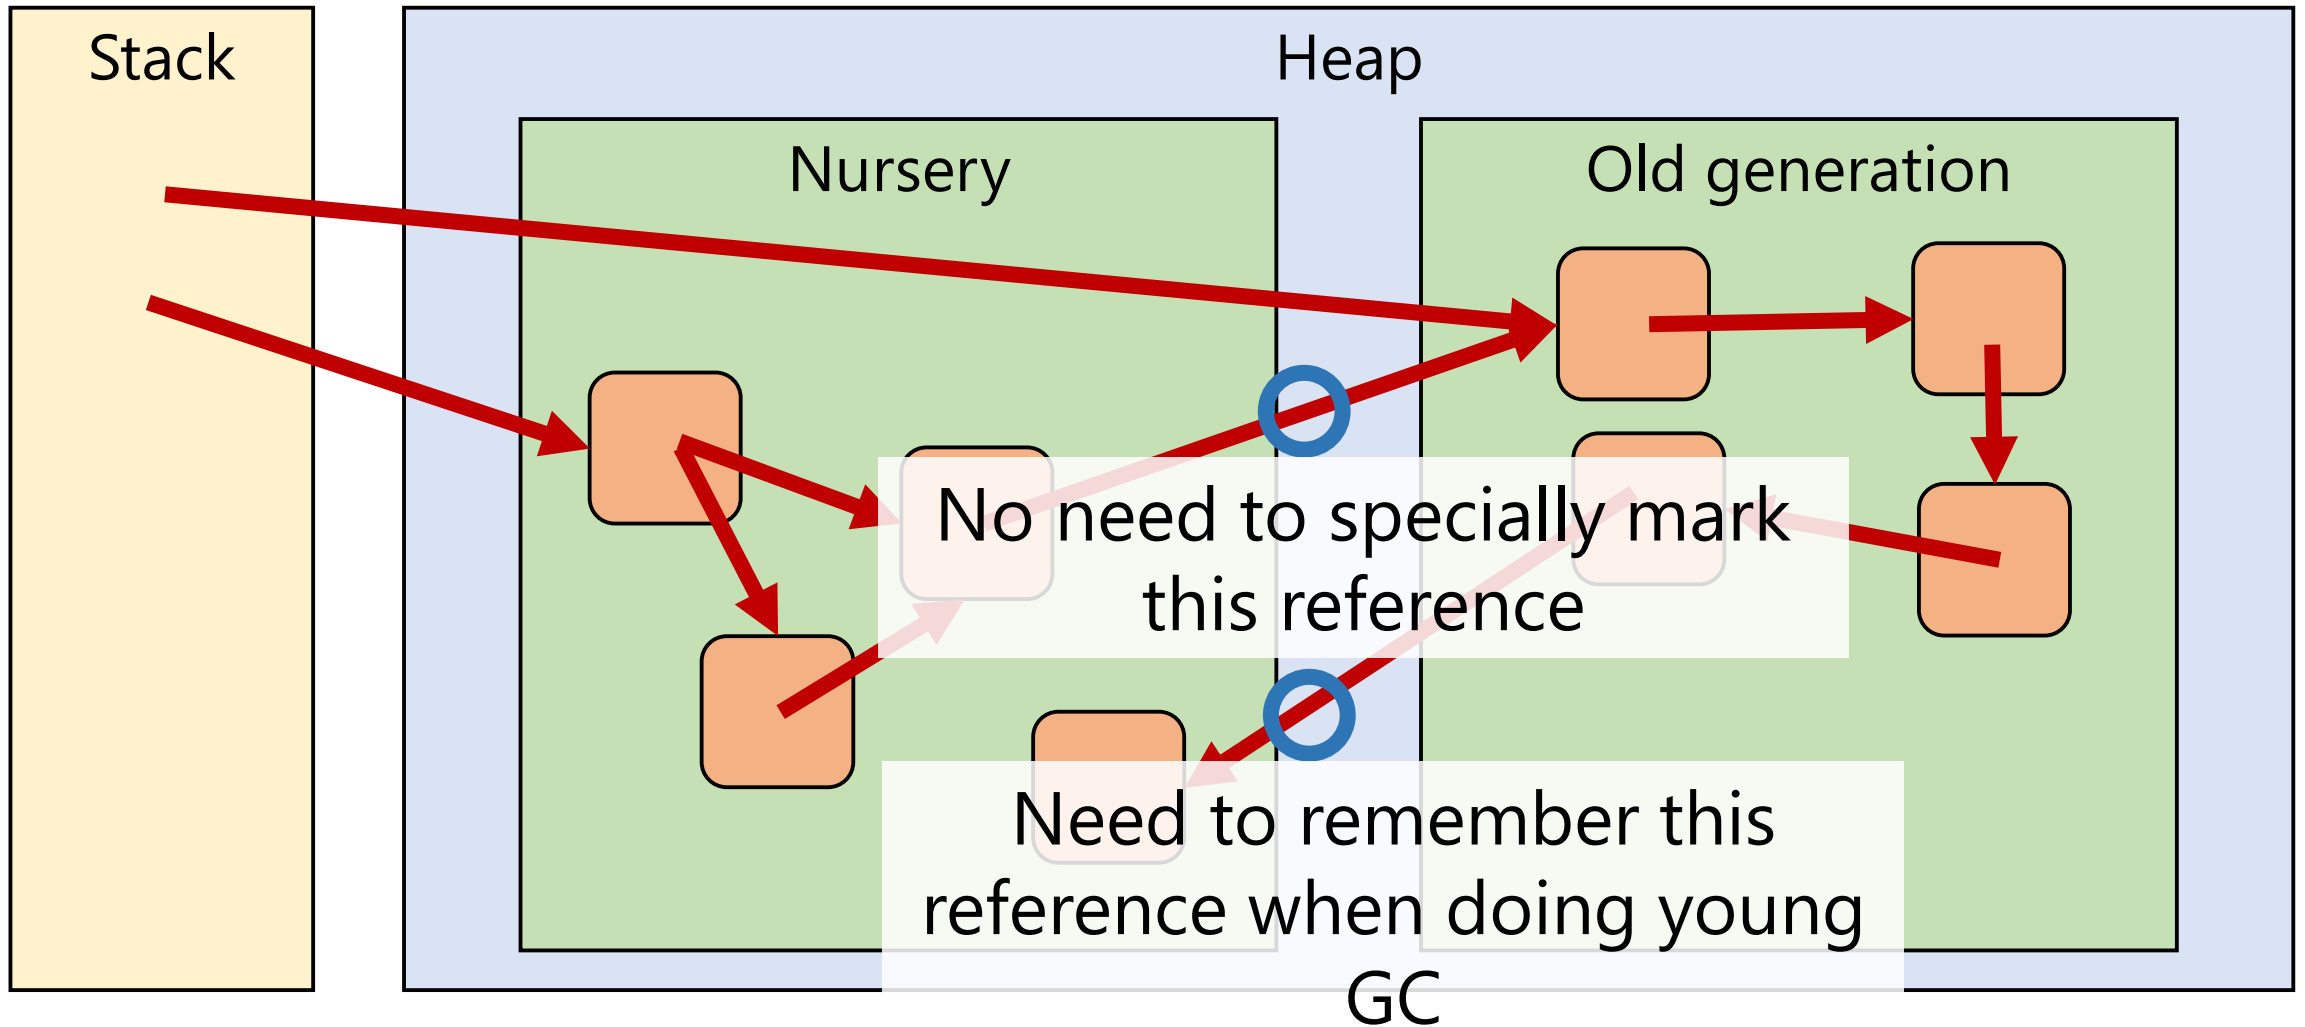 Stack
Heap
Nursery
Old generation
No need to specially mark
this reference
Need to remember this
reference when doing young
GC